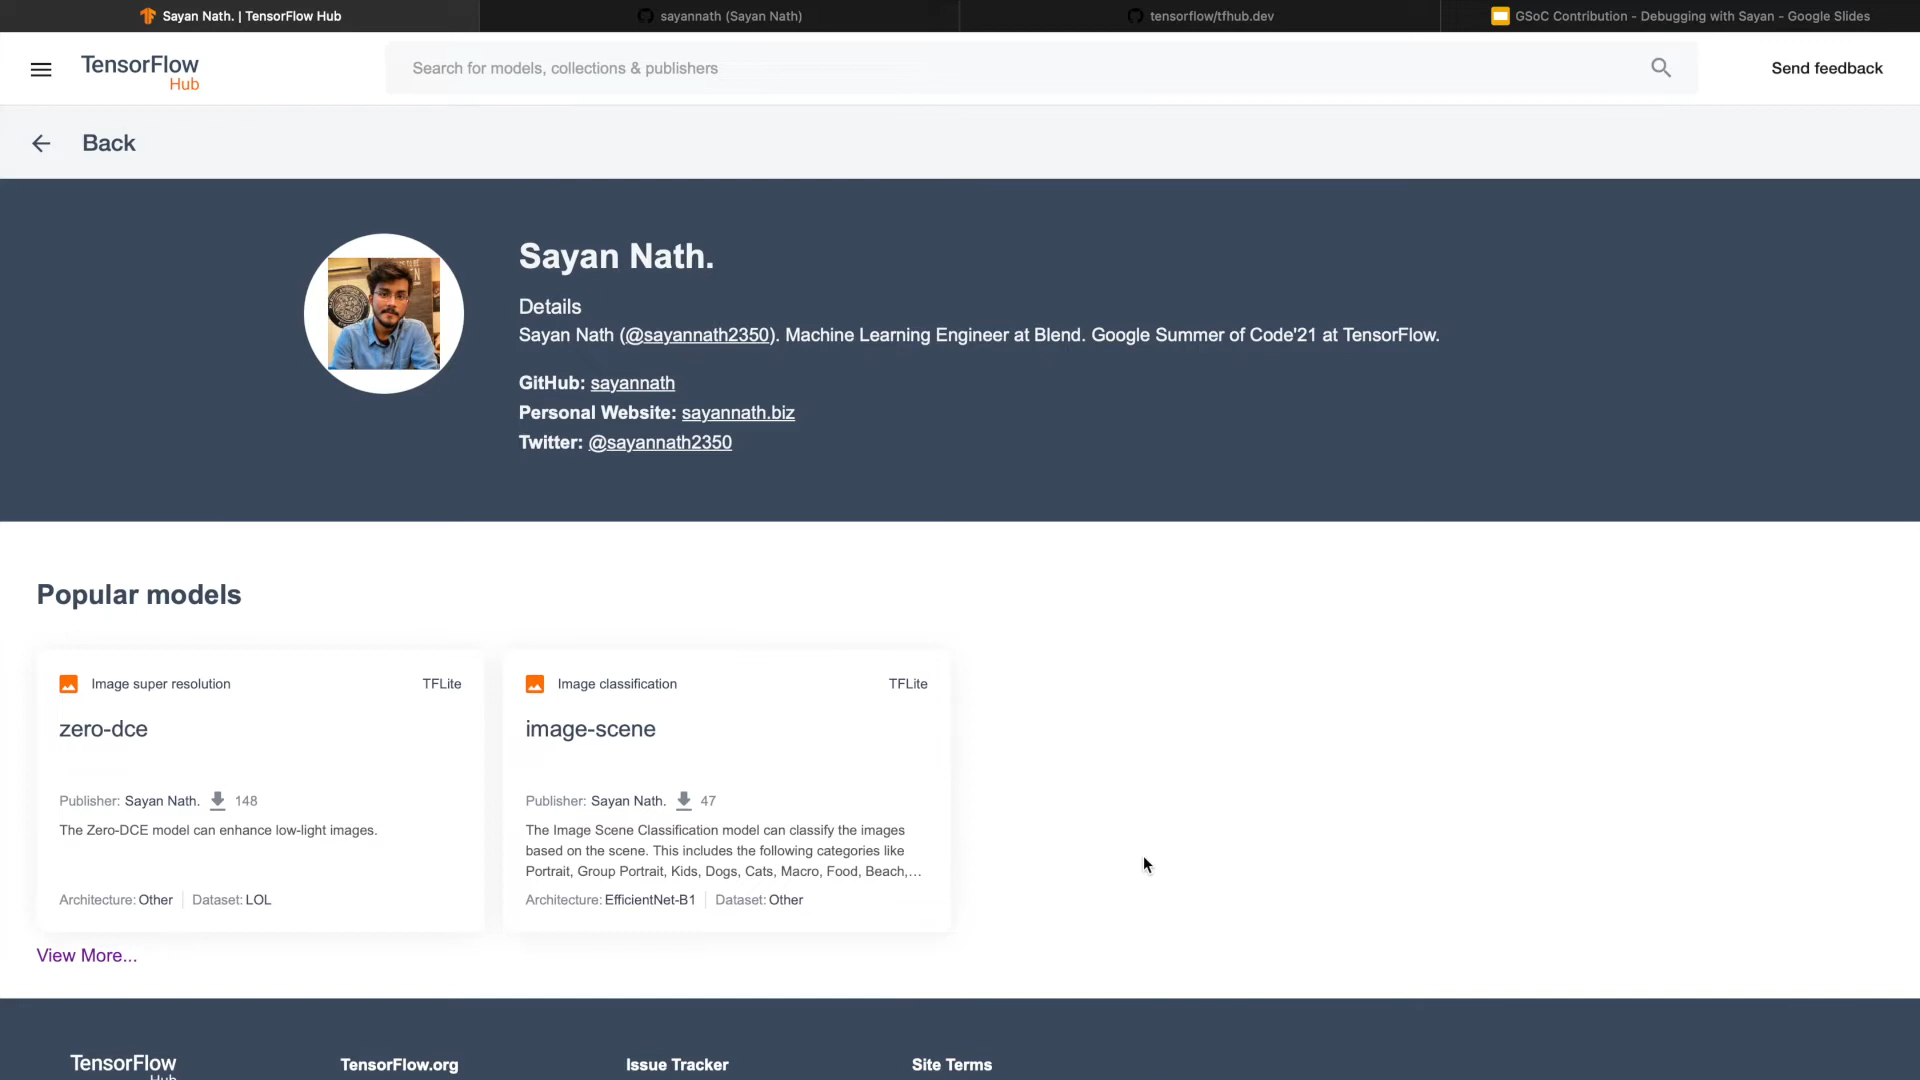 Sayan Nath. | TensorFlow Hub
sayannath (Sayan Nath)
tensorflow/tfhub.dev
GSoC Contribution - Debugging with Sayan - Google Slides
TensorFlow
Hub
Search for models, collections & publishers
Send feedback
Back
Sayan Nath.
Details
Sayan Nath (@sayannath2350). Machine Learning Engineer at Blend. Google Summer of Code'21 at TensorFlow.
GitHub: sayannath
Personal Website: sayannath.biz
Twitter: @sayannath2350
Popular models
Image super resolution TFLite
zero-dce
Publisher: Sayan Nath. 148
The Zero-DCE model can enhance low-light images.
Architecture: Other Dataset: LOL
Image classification TFLite
image-scene
Publisher: Sayan Nath. 47
The Image Scene Classification model can classify the images
based on the scene. This includes the following categories like
Portrait, Group Portrait, Kids, Dogs, Cats, Macro, Food, Beach,...
Architecture: EfficientNet-B1 Dataset: Other
View More...
TensorFlow
Hub
TensorFlow.org
Issue Tracker
Site Terms